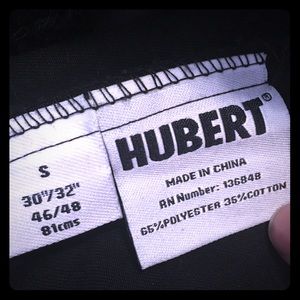 S
30"/32"
46/48
81cms
HUBERT®
MADE IN CHINA
RN Number: 136848
65%POLYESTER 35%COTTON